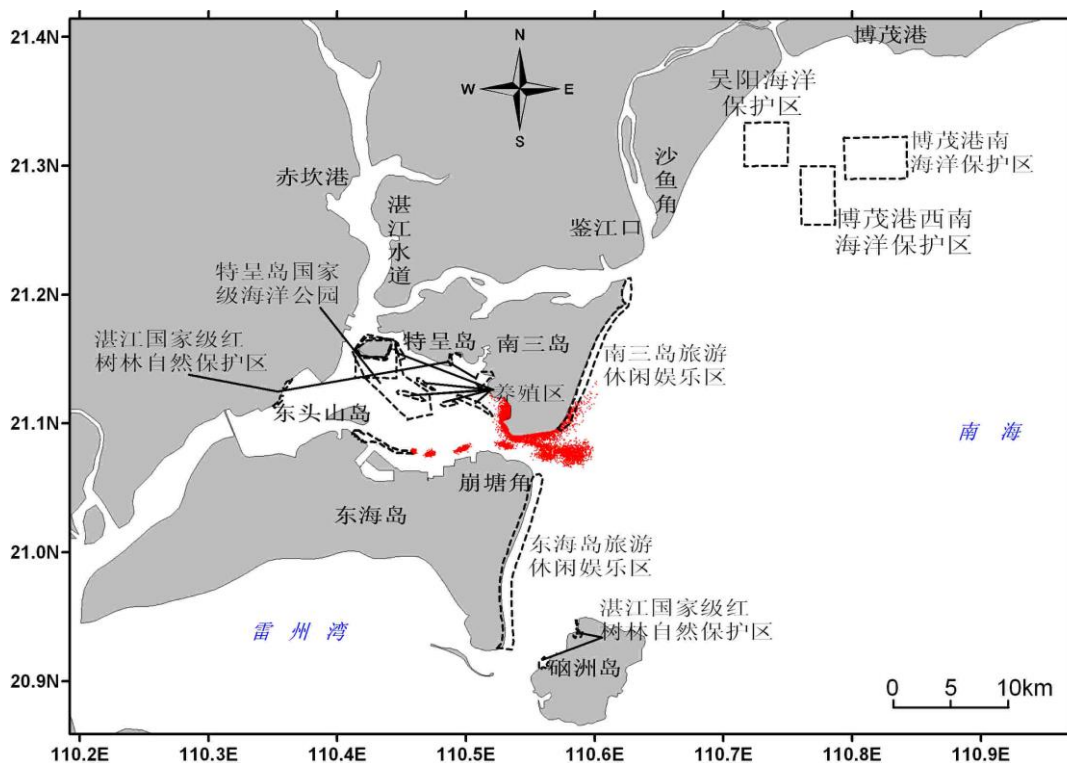 21.4N
21.3N
21.2N
21.1N
21.0N
20.9N
N
W
E
S
博茂港
吴阳海洋
保护区
博茂港南
海洋保护区
博茂港西南
海洋保护区
沙鱼角
鉴江口
赤坎港
湛江水道
特呈岛国家
级海洋公园
湛江国家级红
树林自然保护区
特呈岛
南三岛
南三岛旅游
休闲娱乐区
养殖区
东头山岛
南 海
崩塘角
东海岛
东海岛旅游
休闲娱乐区
雷 州 湾
湛江国家级红
树林自然保护区
硇洲岛
0 5 10km
110.2E 110.3E 110.4E 110.5E 110.6E 110.7E 110.8E 110.9E